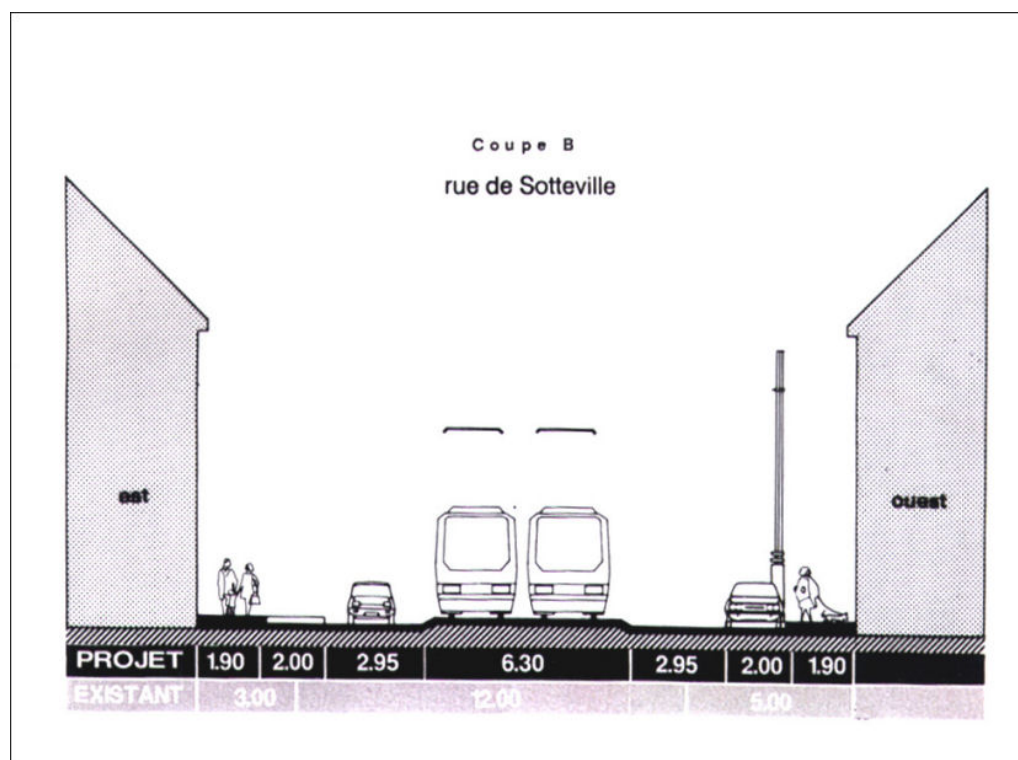 Coupe B
rue de Sotteville
est
ouest
PROJET 1.90 2.00 2.95 6.30 2.95 2.00 1.90
EXISTANT 3.00 12.00 5.00